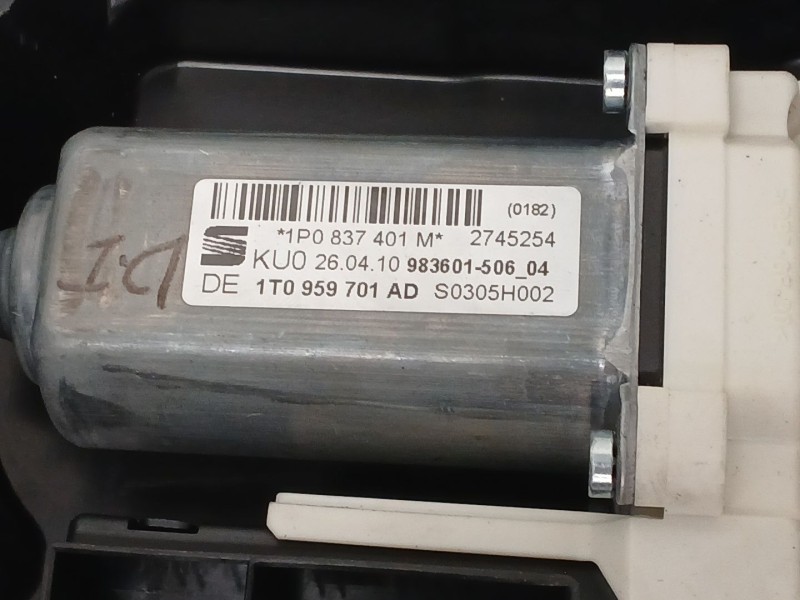 (0182)
*1P0 837 401 M* 2745254
KU0 26.04.10 983601-506_04
DE 1T0 959 701 AD S0305H002
D.I